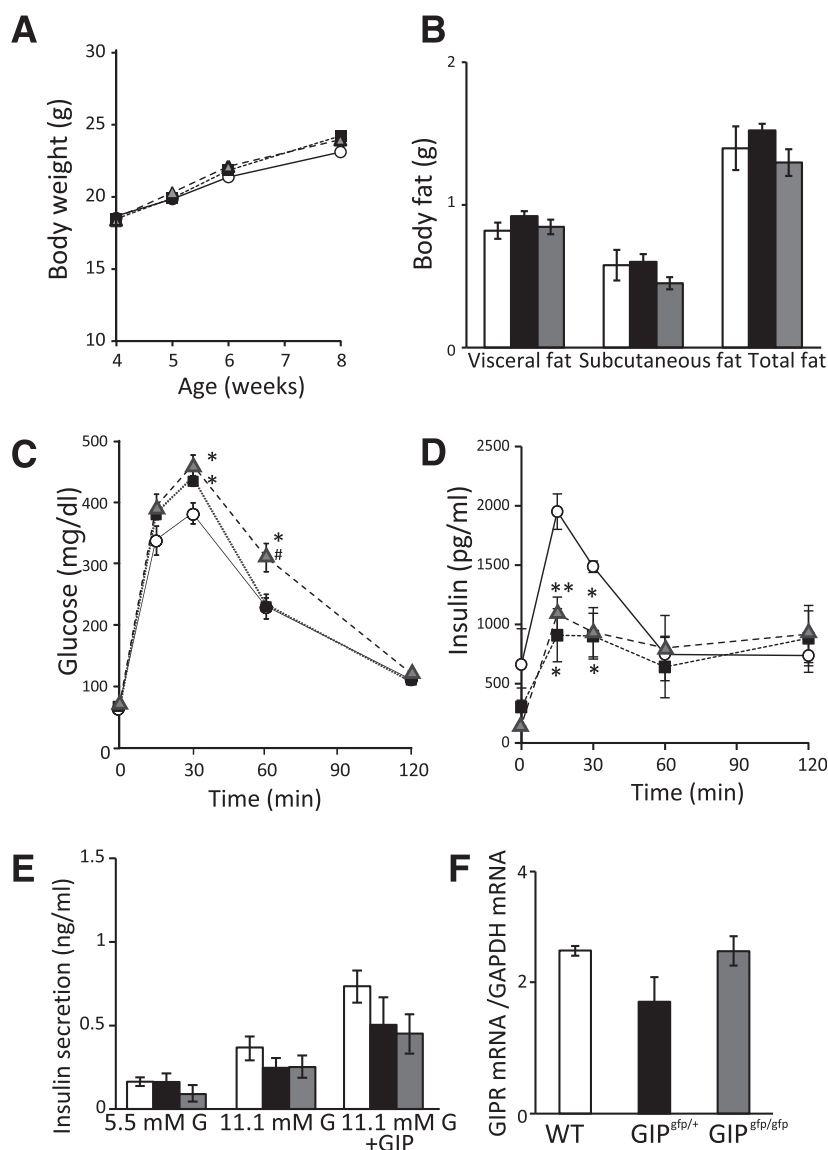 A
Body weight (g)
30
25
20
15
10
4 5 6 7 8
Age (weeks)
B
Body fat (g)
2
1
0
Visceral fat Subcutaneous fat Total fat
C
Glucose (mg/dl)
500
400
300
200
100
0
*
*
*
#
0 30 60 90 120
Time (min)
D
Insulin (pg/ml)
2500
2000
1500
1000
500
0
** *
* *
0 30 60 90 120
Time (min)
E
Insulin secretion (ng/ml)
1.5
1
0.5
0
5.5 mM G 11.1 mM G 11.1 mM G
+GIP
F
GIPR mRNA /GAPDH mRNA
4
2
0
WT GIPgfp/+ GIPgfp/gfp